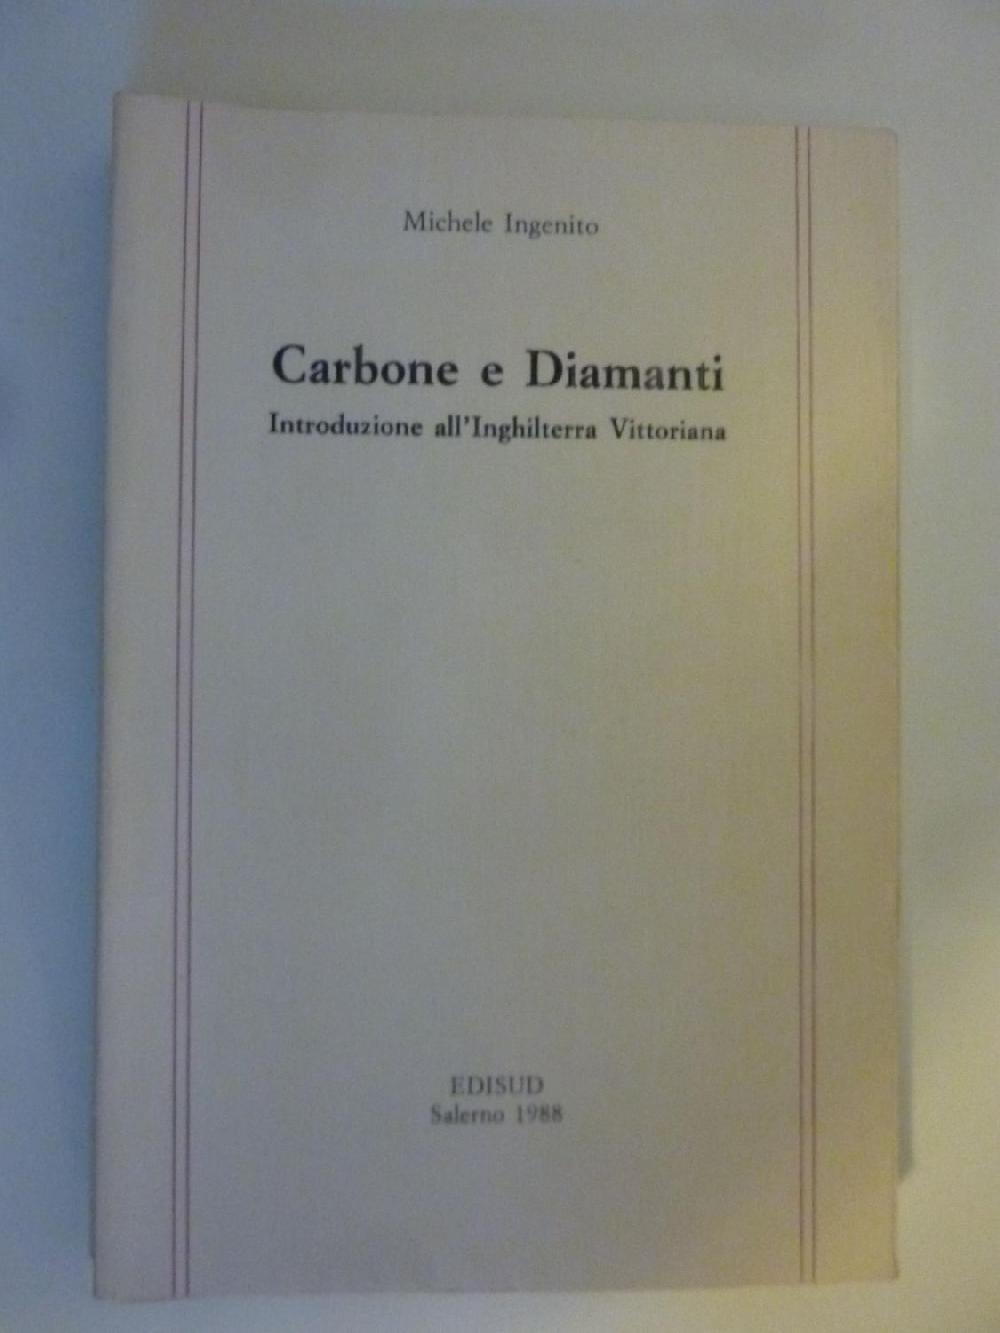 Michele Ingenito
Carbone e Diamanti
Introduzione all'Inghilterra Vittoriana
EDISUD
Salerno 1988